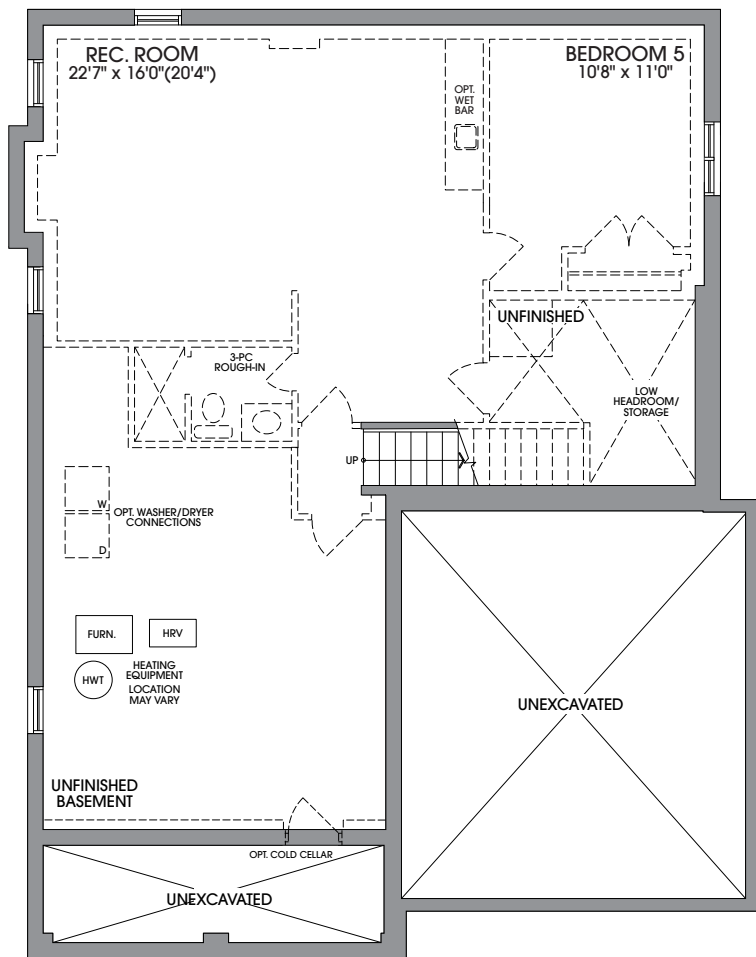 REC. ROOM
22'7" x 16'0"(20'4")
BEDROOM 5
10'8" x 11'0"
OPT.
WET
BAR
UNFINISHED
3-PC
ROUGH-IN
LOW
HEADROOM/
STORAGE
UP
W
OPT. WASHER/DRYER
CONNECTIONS
D
FURN.
HRV
HWT
HEATING
EQUIPMENT
LOCATION
MAY VARY
UNEXCAVATED
UNFINISHED
BASEMENT
OPT. COLD CELLAR
UNEXCAVATED